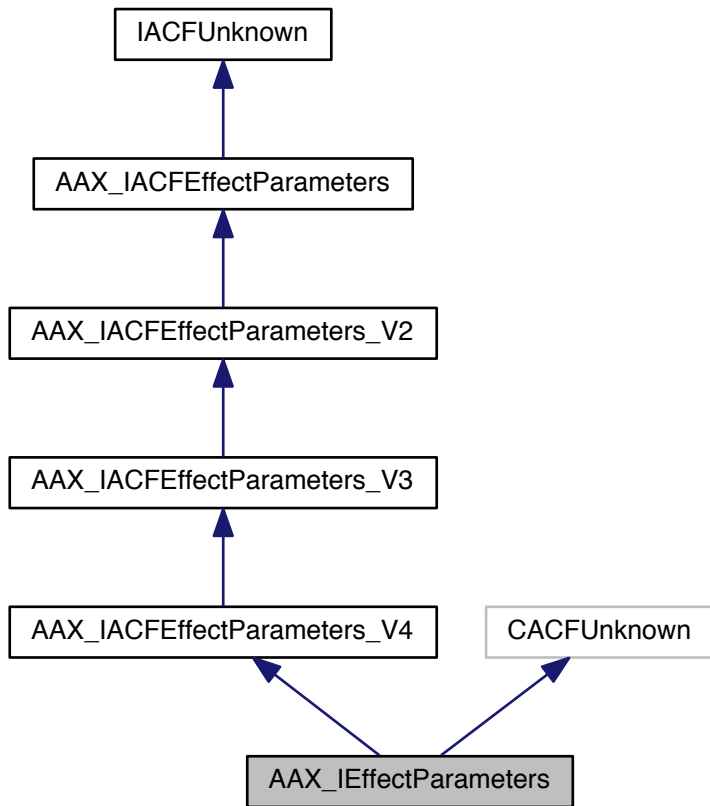 IACFUnknown
AAX_IACFEffectParameters
AAX_IACFEffectParameters_V2
AAX_IACFEffectParameters_V3
AAX_IACFEffectParameters_V4
CACFUnknown
AAX_IEffectParameters